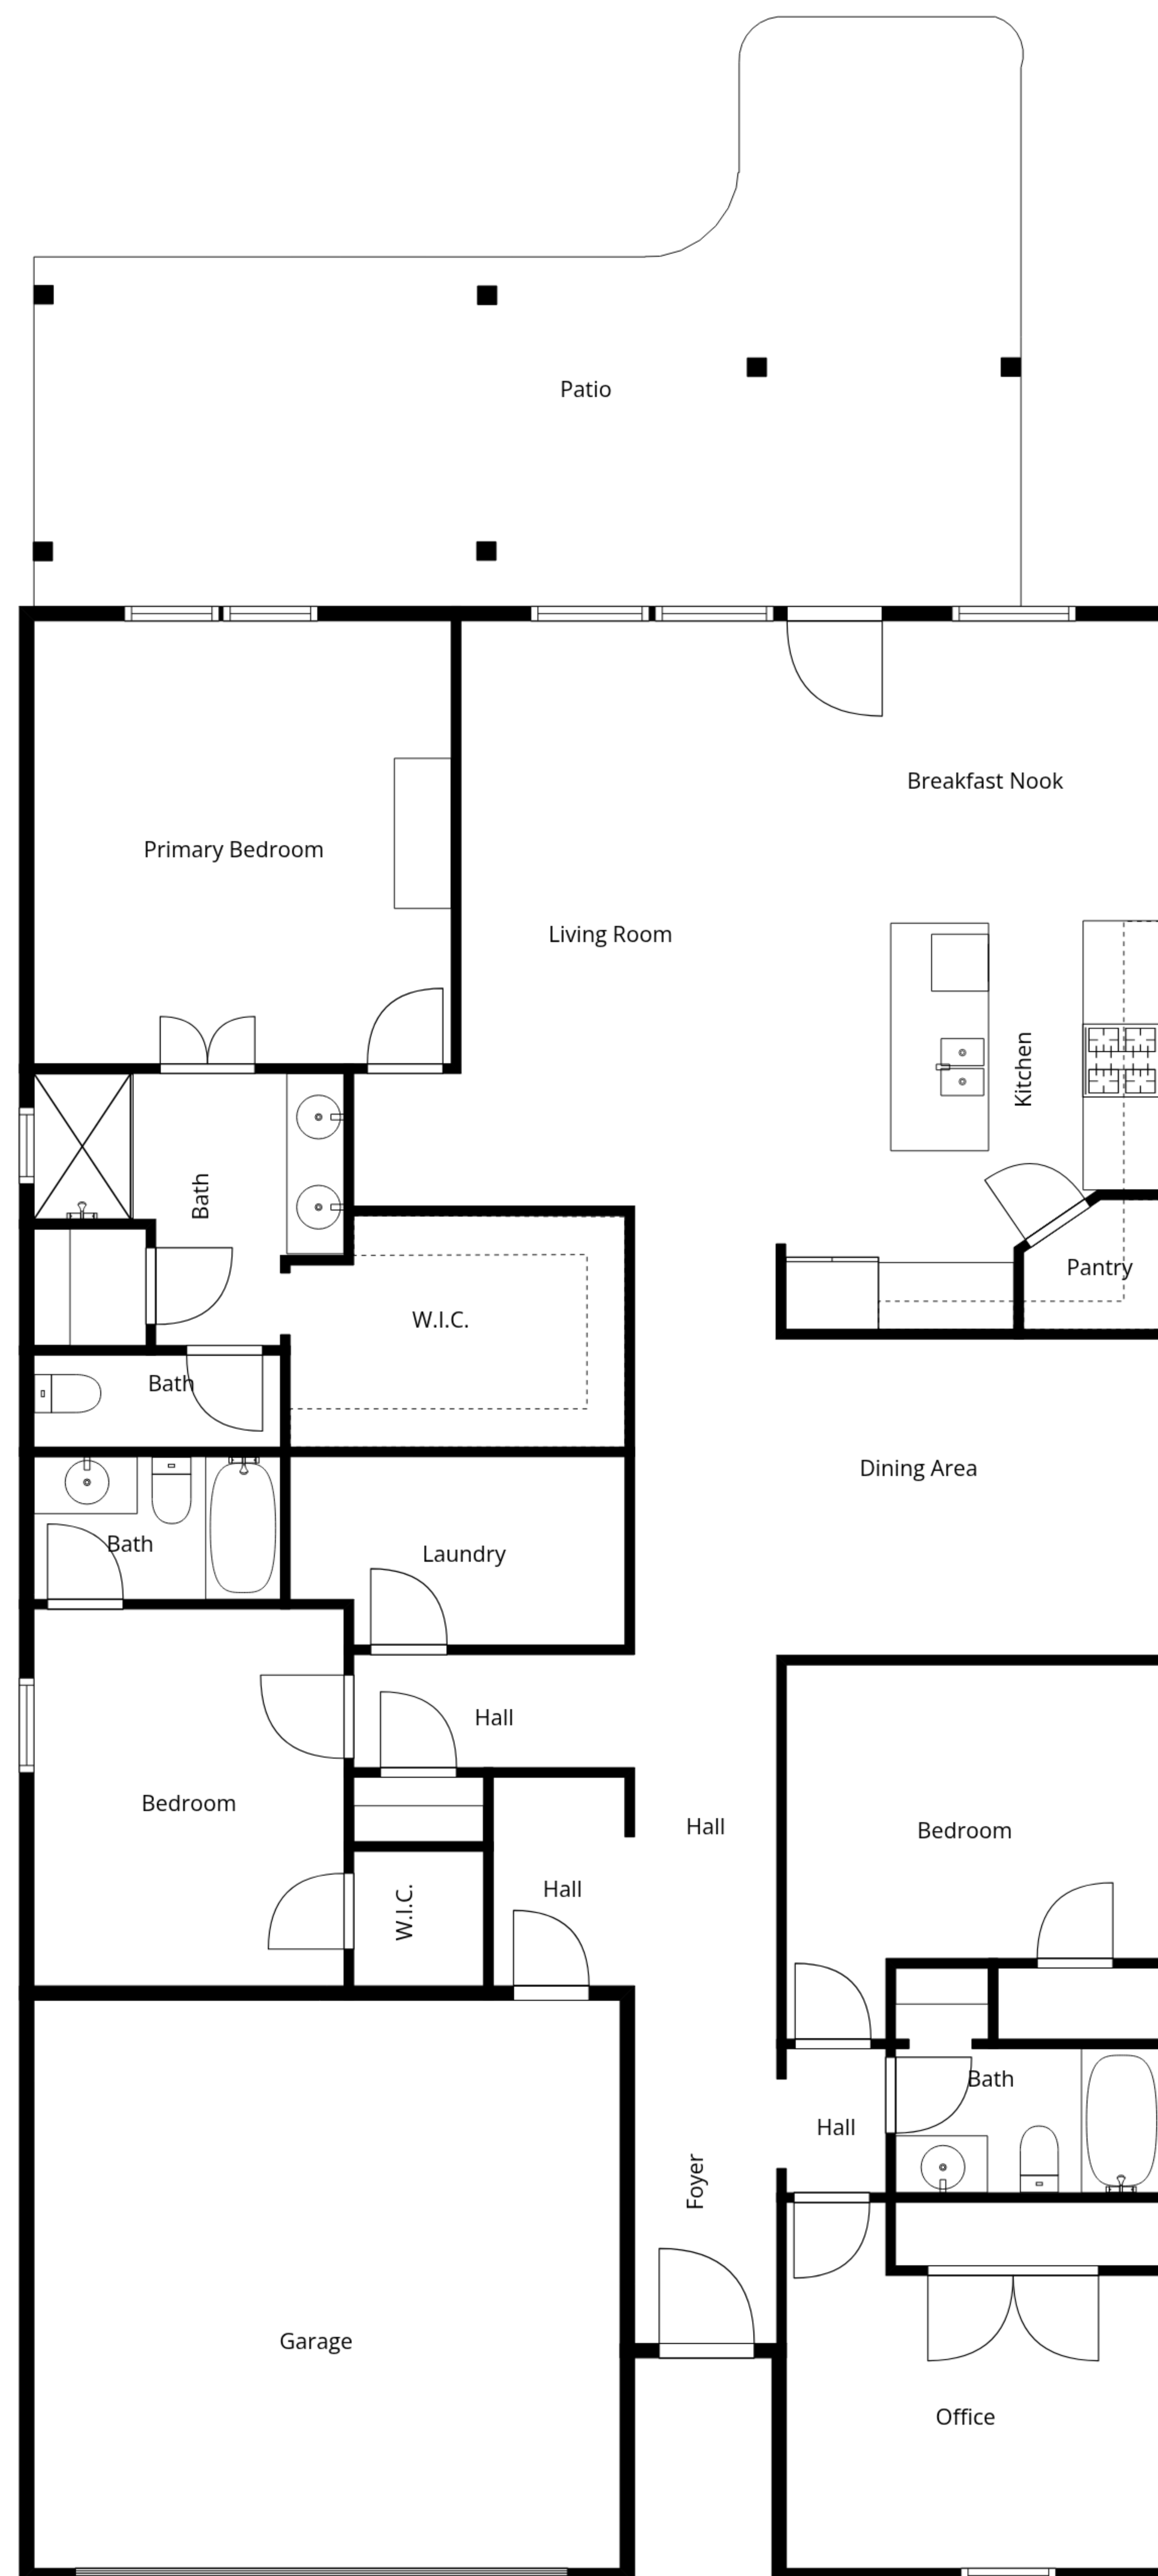 Patio
Breakfast Nook
Primary Bedroom
Living Room
Kitchen
Bath
Pantry
W.I.C.
Bath
Dining Area
Bath
Laundry
Hall
Bedroom
Hall
Bedroom
Hall
W.I.C.
Bath
Hall
Foyer
Garage
Office